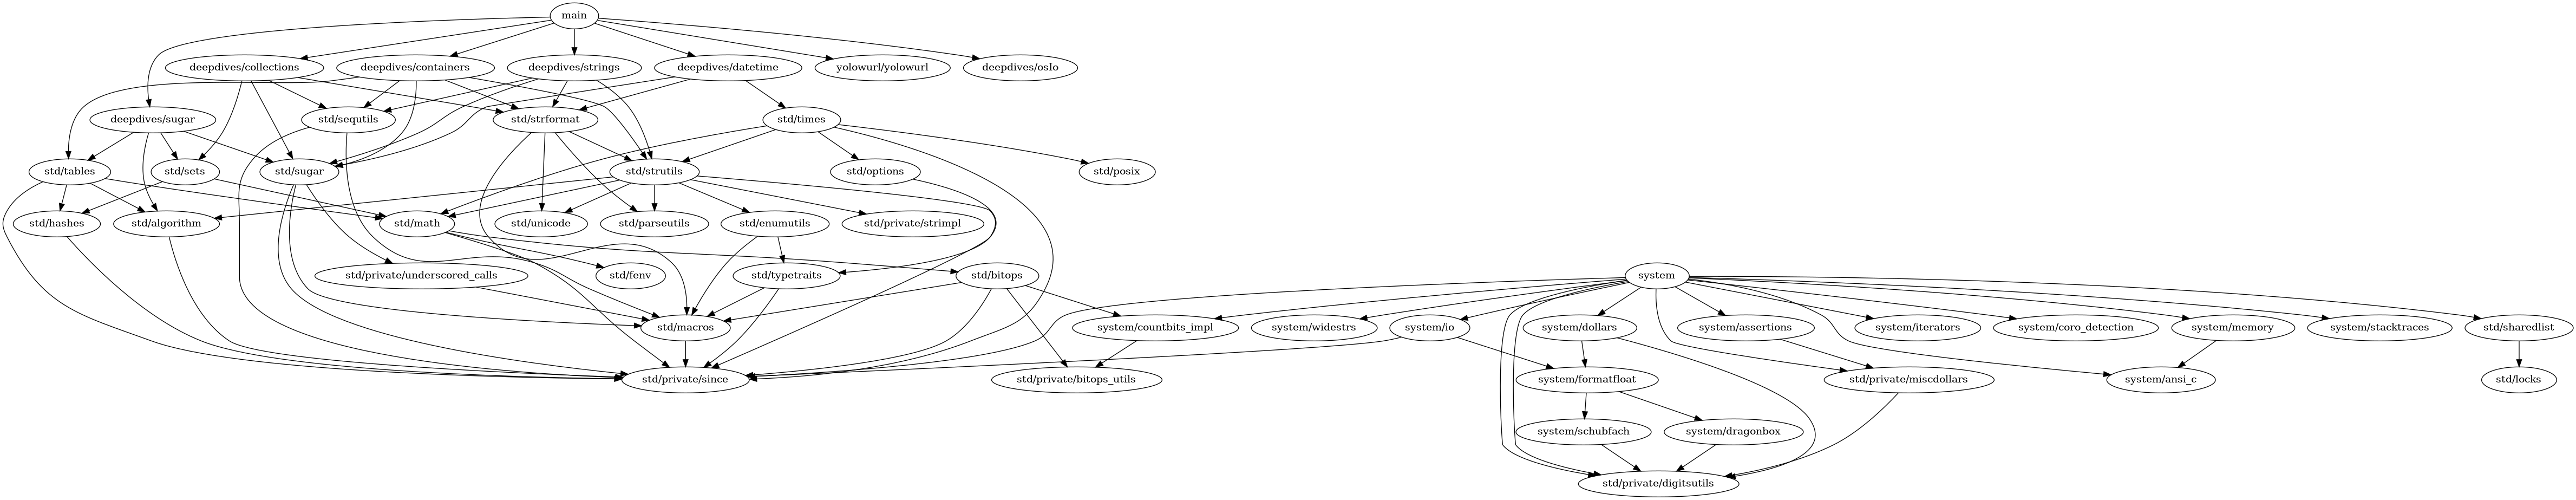 main
deepdives/collections
deepdives/containers
deepdives/strings
deepdives/datetime
yolowurl/yolowurl
deepdives/osIo
deepdives/sugar
std/sequtils
std/strformat
std/times
std/tables
std/sets
std/sugar
std/strutils
std/options
std/posix
std/hashes
std/algorithm
std/math
std/unicode
std/parseutils
std/enumutils
std/private/strimpl
std/private/underscored_calls
std/fenv
std/typetraits
std/bitops
system
std/macros
system/countbits_impl
system/widestrs
system/io
system/dollars
system/assertions
system/iterators
system/coro_detection
system/memory
system/stacktraces
std/sharedlist
std/private/since
std/private/bitops_utils
system/formatfloat
std/private/miscdollars
system/ansi_c
std/locks
system/schubfach
system/dragonbox
std/private/digitsutils